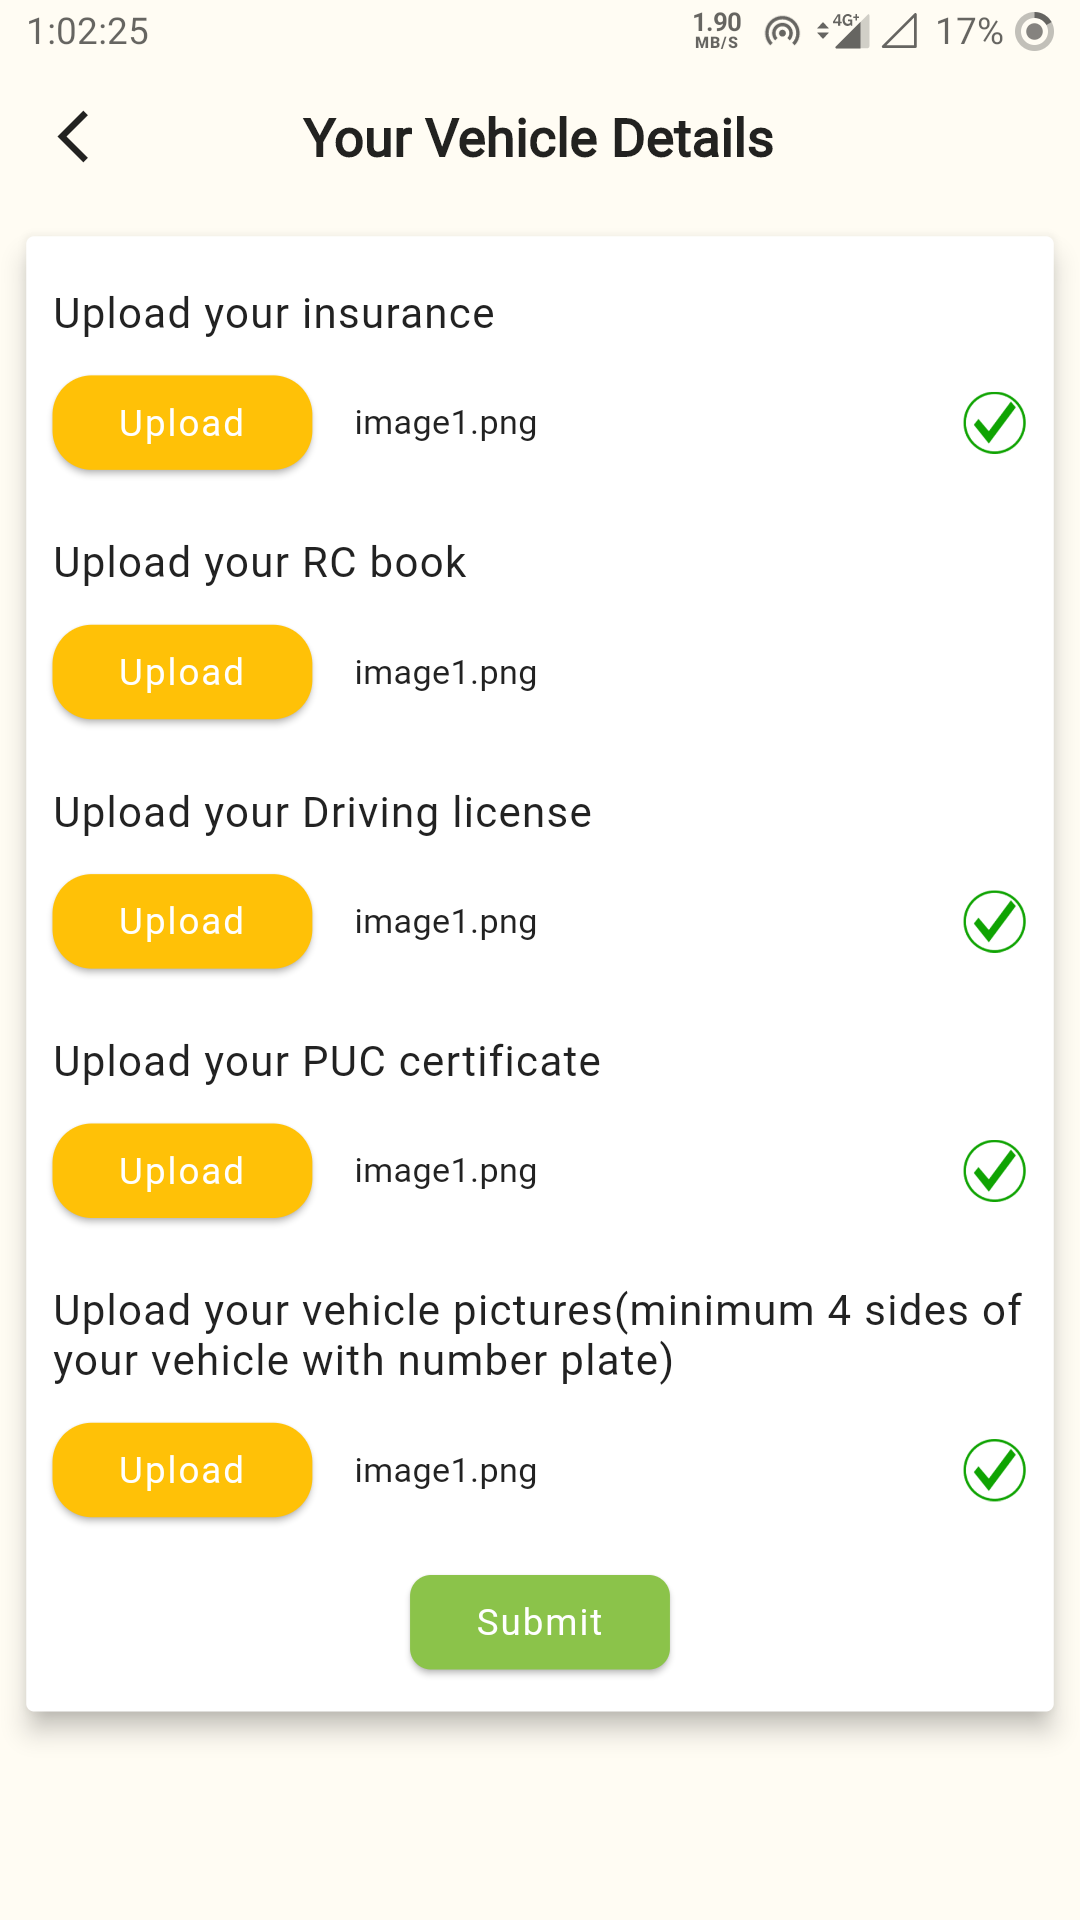 1:02:25
1.90
MB/S
4G+
17%
Your Vehicle Details
Upload your insurance
Upload
image1.png
Upload your RC book
Upload
image1.png
Upload your Driving license
Upload
image1.png
Upload your PUC certificate
Upload
image1.png
Upload your vehicle pictures(minimum 4 sides of
your vehicle with number plate)
Upload
image1.png
Submit